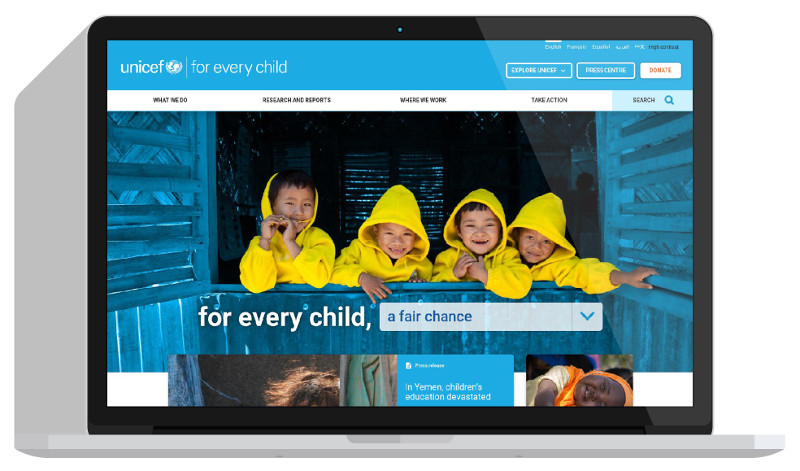 English Français Español العربية 中文 High contrast
unicef for every child
EXPLORE UNICEF PRESS CENTRE DONATE
WHAT WE DO RESEARCH AND REPORTS WHERE WE WORK TAKE ACTION SEARCH
for every child, a fair chance
Press release
In Yemen, children's
education devastated